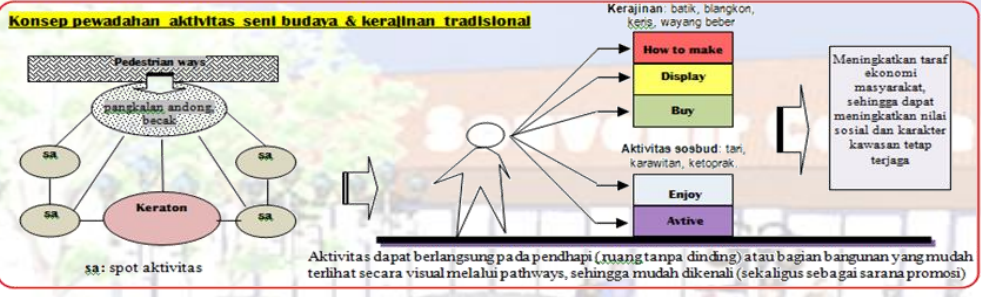 Konsep pewadahan aktivitas seni budaya & kerajinan tradisional
Pedestrian ways
pangkalan andong,
becak
sa
sa
sa
Keraton
sa
sa: spot aktivitas
Kerajinan: batik, blangkon,
keris, wayang beber
How to make
Display
Buy
Aktivitas sosbud: tari,
karawitan, ketoprak.
Enjoy
Avtive
Meningkatkan taraf
ekonomi
masyarakat,
sehingga dapat
meningkatkan nilai
sosial dan karakter
kawasan tetap
terjaga
Aktivitas dapat berlangsung pada pendhapi (ruang tanpa dinding) atau bagian bangunan yang mudah
terlihat secara visual melalui pathways, sehingga mudah dikenali (sekaligus sebagai sarana promosi)